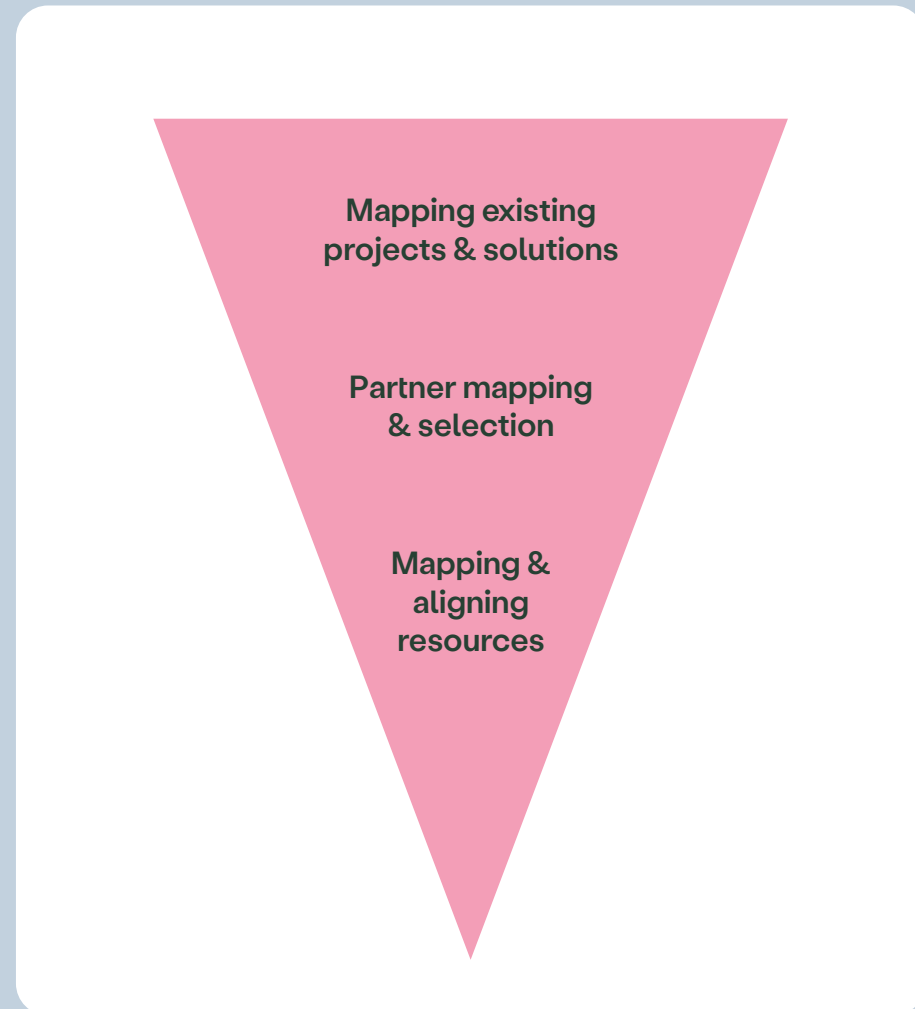 Mapping existing
projects & solutions
Partner mapping
& selection
Mapping &
aligning
resources